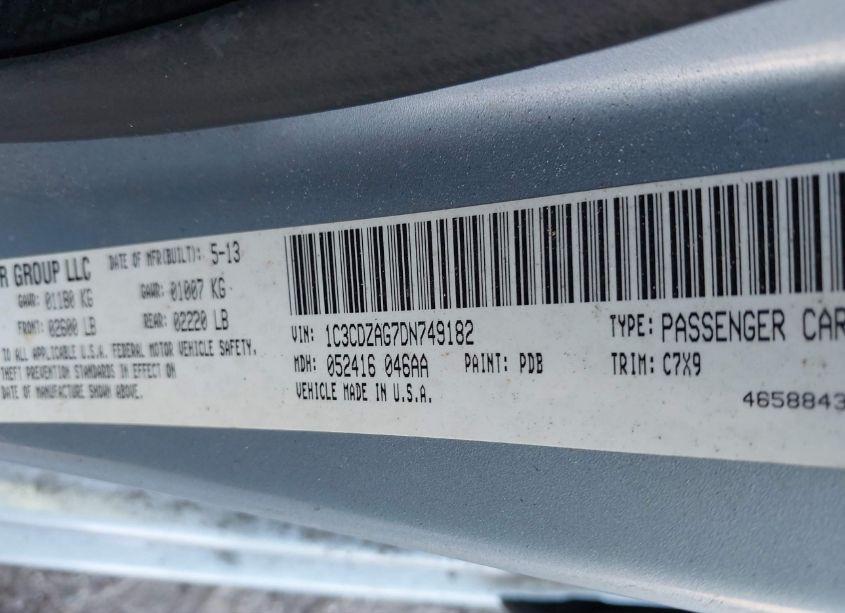 R GROUP LLC DATE OF MFR(BUILT): 5-13
GAWR: 01180 KG GAWR: 01007 KG
FRONT: 02600 LB REAR: 02220 LB
TO ALL APPLICABLE U.S.A. FEDERAL MOTOR VEHICLE SAFETY,
THEFT PREVENTION STANDARDS IN EFFECT ON
DATE OF MANUFACTURE SHOWN ABOVE.
VIN: 1C3CDZAG7DN749182 TYPE: PASSENGER CAR
MDH: 052416 046AA PAINT: PDB TRIM: C7X9
VEHICLE MADE IN U.S.A. 4658843